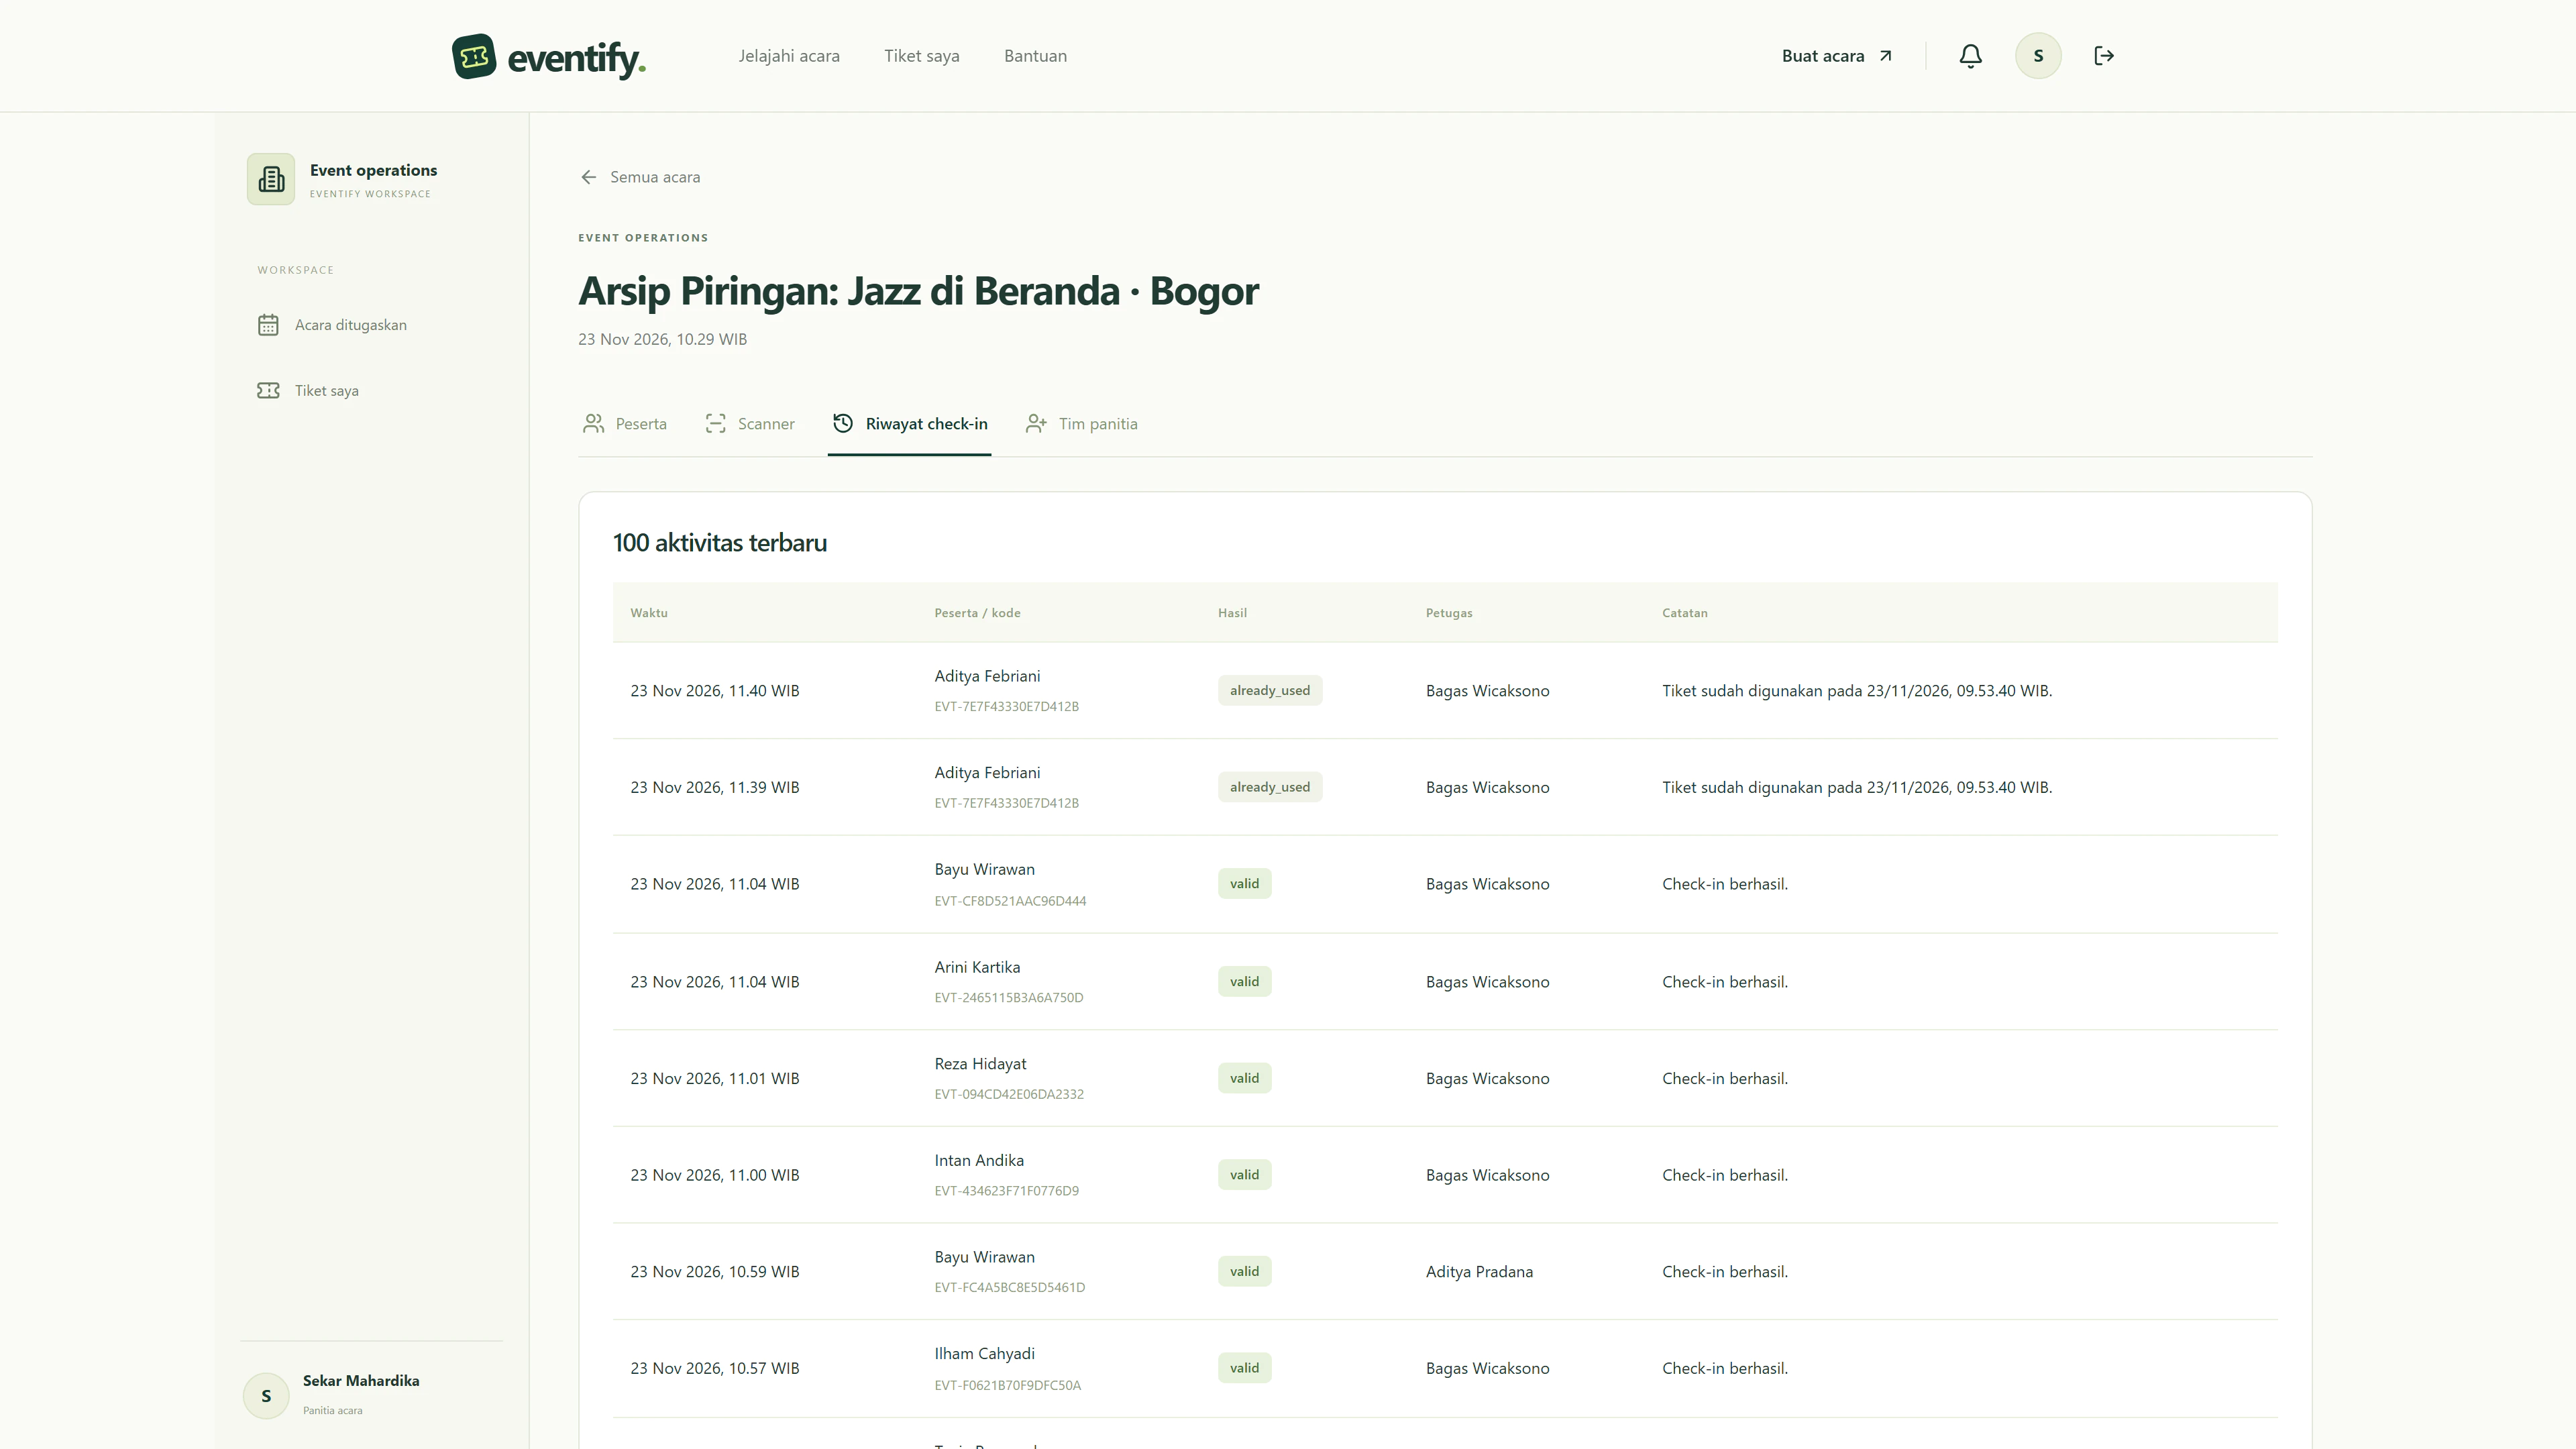 eventify.
Jelajahi acara
Tiket saya
Bantuan
Buat acara
S
Event operations
EVENTIFY WORKSPACE
WORKSPACE
Acara ditugaskan
Tiket saya
Sekar Mahardika
S
Panitia acara
Semua acara
EVENT OPERATIONS
Arsip Piringan: Jazz di Beranda · Bogor
23 Nov 2026, 10.29 WIB
Peserta
Scanner
Riwayat check-in
Tim panitia
100 aktivitas terbaru
Waktu Peserta / kode Hasil Petugas Catatan
Aditya Febriani
23 Nov 2026, 11.40 WIB already_used Bagas Wicaksono Tiket sudah digunakan pada 23/11/2026, 09.53.40 WIB.
EVT-7E7F43330E7D412B
Aditya Febriani
23 Nov 2026, 11.39 WIB already_used Bagas Wicaksono Tiket sudah digunakan pada 23/11/2026, 09.53.40 WIB.
EVT-7E7F43330E7D412B
Bayu Wirawan
23 Nov 2026, 11.04 WIB valid Bagas Wicaksono Check-in berhasil.
EVT-CF8D521AAC96D444
Arini Kartika
23 Nov 2026, 11.04 WIB valid Bagas Wicaksono Check-in berhasil.
EVT-2465115B3A6A750D
Reza Hidayat
23 Nov 2026, 11.01 WIB valid Bagas Wicaksono Check-in berhasil.
EVT-094CD42E06DA2332
Intan Andika
23 Nov 2026, 11.00 WIB valid Bagas Wicaksono Check-in berhasil.
EVT-434623F71F0776D9
Bayu Wirawan
23 Nov 2026, 10.59 WIB valid Aditya Pradana Check-in berhasil.
EVT-FC4A5BC8E5D5461D
Ilham Cahyadi
23 Nov 2026, 10.57 WIB valid Bagas Wicaksono Check-in berhasil.
EVT-F0621B70F9DFC50A